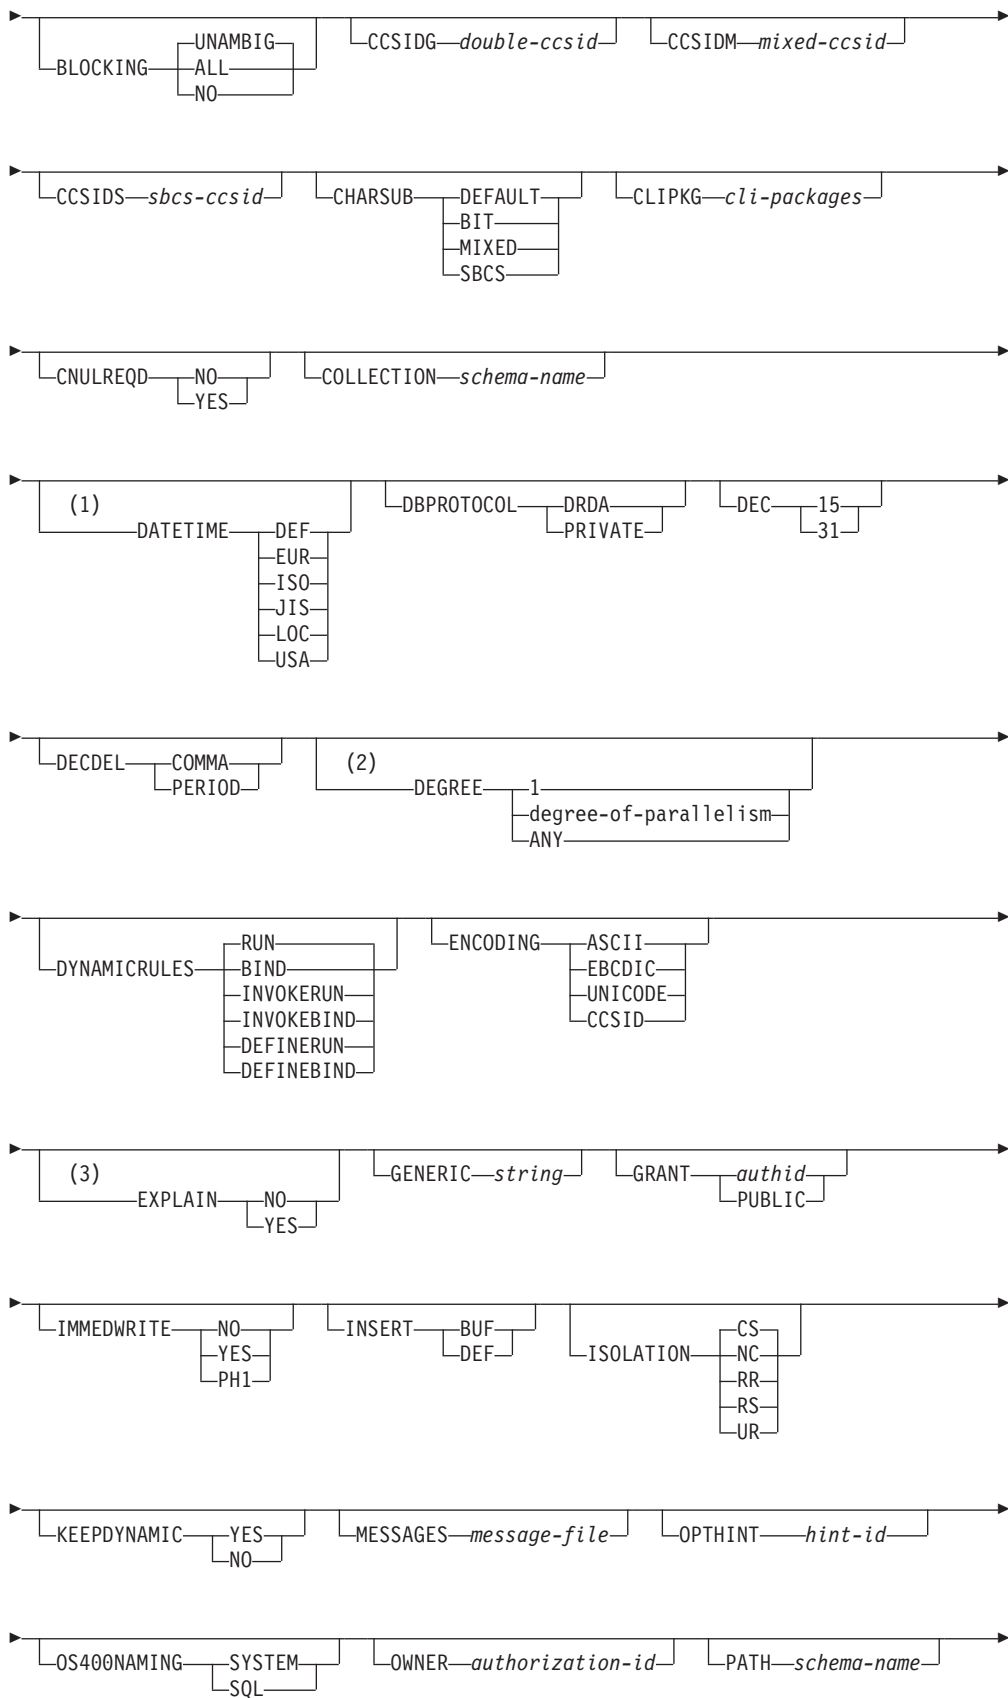 UNAMBIG CCSIDG double-ccsid CCSIDM mixed-ccsid
BLOCKING ALL
NO
CCSIDS sbcs-ccsid CHARSUB DEFAULT CLIPKG cli-packages
BIT
MIXED
SBCS
CNULREQD NO COLLECTION schema-name
YES
(1) DBPROTOCOL DRDA DEC 15
DATETIME DEF PRIVATE 31
EUR
ISO
JIS
LOC
USA
DECDEL COMMA (2)
PERIOD DEGREE 1
degree-of-parallelism
ANY
RUN ENCODING ASCII
DYNAMICRULES BIND EBCDIC
INVOKERUN UNICODE
INVOKEBIND CCSID
DEFINERUN
DEFINEBIND
(3) GENERIC string GRANT authid
EXPLAIN NO PUBLIC
YES
IMMEDWRITE NO INSERT BUF CS
YES DEF ISOLATION NC
PH1 RR
RS
UR
KEEPDYNAMIC YES MESSAGES message-file OPTHINT hint-id
NO
OS400NAMING SYSTEM OWNER authorization-id PATH schema-name
SQL